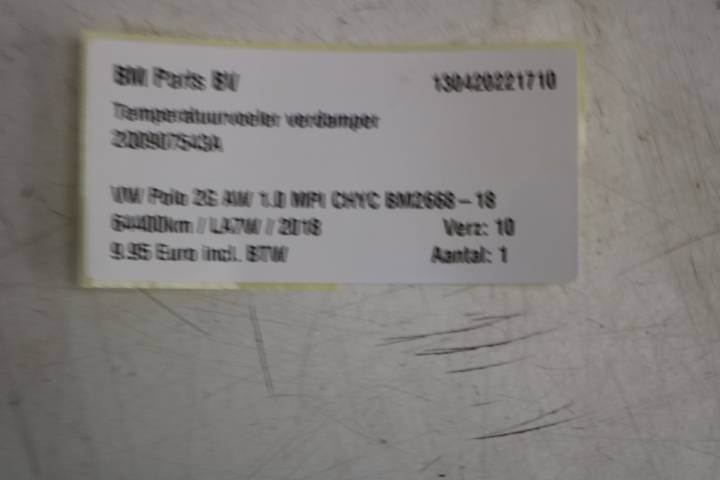 BM Parts BV 130420221710
Temperatuurvoeler verdamper
2Q0907543A
VW Polo 2G AW 1.0 MPI CHYC BM2668-18
64400km // LA7W // 2018 Verz: 10
9.95 Euro incl. BTW Aantal: 1